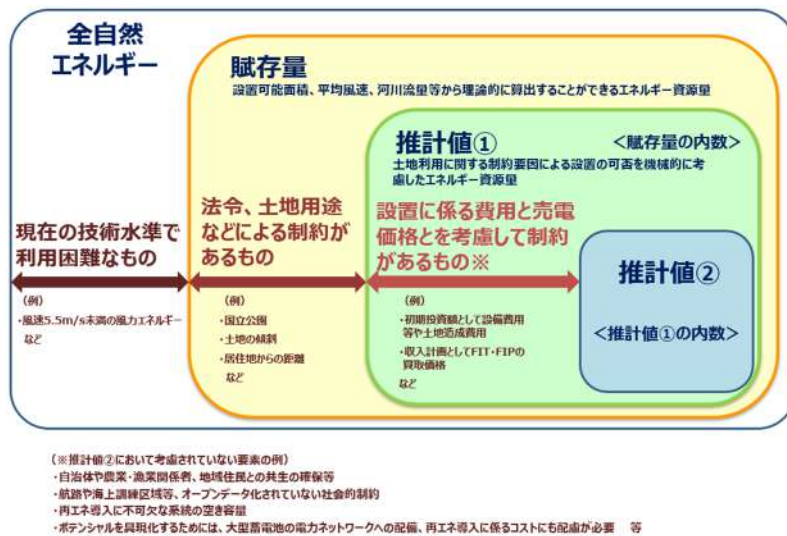 全自然
エネルギー
賦存量
設置可能面積、平均風速、河川流量等から理論的に算出することができるエネルギー資源量
推計値①
<賦存量の内数>
土地利用に関する制約要因による設置の可否を機械的に考
慮したエネルギー資源量
現在の技術水準で
利用困難なもの
法令、土地用途
などによる制約が
あるもの
設置に係る費用と売電
価格とを考慮して制約
があるもの※
推計値②
<推計値①の内数>
(例)
・風速5.5m/s未満の風力エネルギー
など
(例)
・国立公園
・土地の傾斜
・居住地からの距離
など
(例)
・初期投資額として設備費用
等や土地造成費用
・収入計画としてFIT・FIPの
買取価格
など
(※推計値②において考慮されていない要素の例)
・自治体や農業・漁業関係者、地域住民との共生の確保等
・航路や海上訓練区域等、オープンデータ化されていない社会的制約
・再エネ導入に不可欠な系統の空き容量
・ポテンシャルを具現化するためには、大型蓄電池の電力ネットワークへの配備、再エネ導入に係るコストにも配慮が必要 等